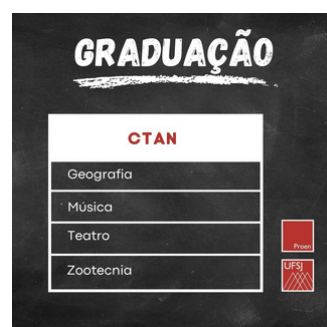 GRADUAÇÃO
CTAN
Geografia
Música
Teatro
Zootecnia
Proen
UFSJ